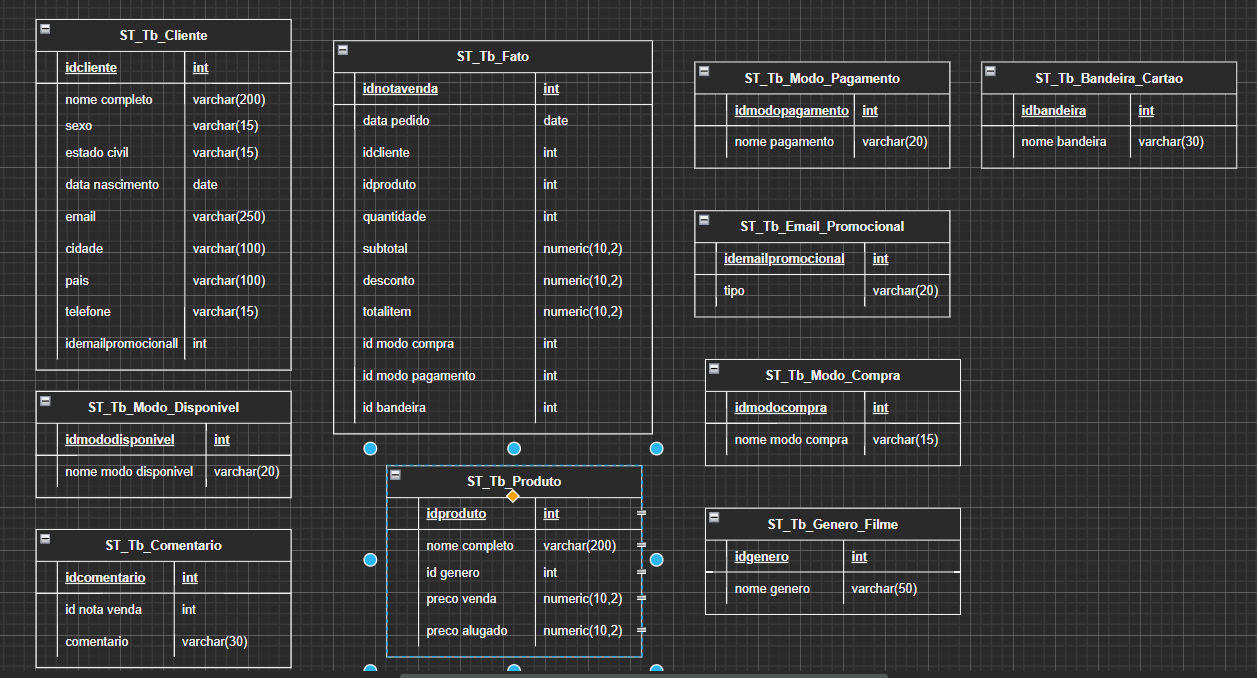 ST_Tb_Cliente
idcliente int
nome completo varchar(200)
sexo varchar(15)
estado civil varchar(15)
data nascimento date
email varchar(250)
cidade varchar(100)
pais varchar(100)
telefone varchar(15)
idemailpromocionall int
ST_Tb_Modo_Disponivel
idmododisponivel int
nome modo disponivel varchar(20)
ST_Tb_Comentario
idcomentario int
id nota venda int
comentario varchar(30)
ST_Tb_Fato
idnotavenda int
data pedido date
idcliente int
idproduto int
quantidade int
subtotal numeric(10,2)
desconto numeric(10,2)
totalitem numeric(10,2)
id modo compra int
id modo pagamento int
id bandeira int
ST_Tb_Produto
idproduto int
nome completo varchar(200)
id genero int
preco venda numeric(10,2)
preco alugado numeric(10,2)
ST_Tb_Modo_Pagamento
idmodopagamento int
nome pagamento varchar(20)
ST_Tb_Bandeira_Cartao
idbandeira int
nome bandeira varchar(30)
ST_Tb_Email_Promocional
idemailpromocional int
tipo varchar(20)
ST_Tb_Modo_Compra
idmodocompra int
nome modo compra varchar(15)
ST_Tb_Genero_Filme
idgenero int
nome genero varchar(50)